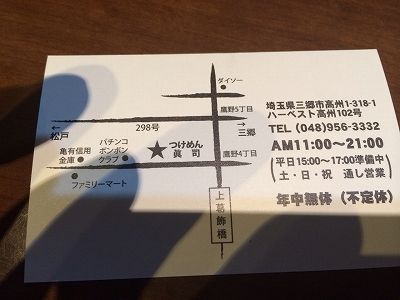 ダイソー
鷹野5丁目
←
松戸
298号
→
三郷
亀有信用
金庫
パチンコ
ボンボン
クラブ
★
つけめん
眞司
鷹野4丁目
ファミリーマート
上葛飾橋
埼玉県三郷市高州1-318-1
ハーベスト高州102号
TEL (048)956-3332
AM11:00～21:00
(平日15:00～17:00準備中
土・日・祝 通し営業)
年中無休 (不定休)